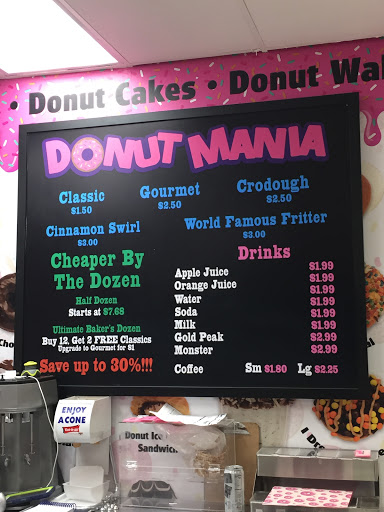 • Donut Cakes • Donut Wal
DONUT MANIA
Classic
$1.50
Gourmet
$2.50
Crodough
$2.50
Cinnamon Swirl
$2.00
World Famous Fritter
$3.00
Cheaper By
The Dozen
Half Dozen
Starts at $7.68
Ultimate Baker's Dozen
Buy 12, Get 2 FREE Classics
Upgrade to Gourmet for $1
Save up to 30%!!!
Drinks
Apple Juice $1.99
Orange Juice $1.99
Water $1.99
Soda $1.99
Milk $1.99
Gold Peak $2.99
Monster $2.99
Coffee Sm $1.80 Lg $2.25
ENJOY
A CONE
Donut Ice
Sandwich
I D